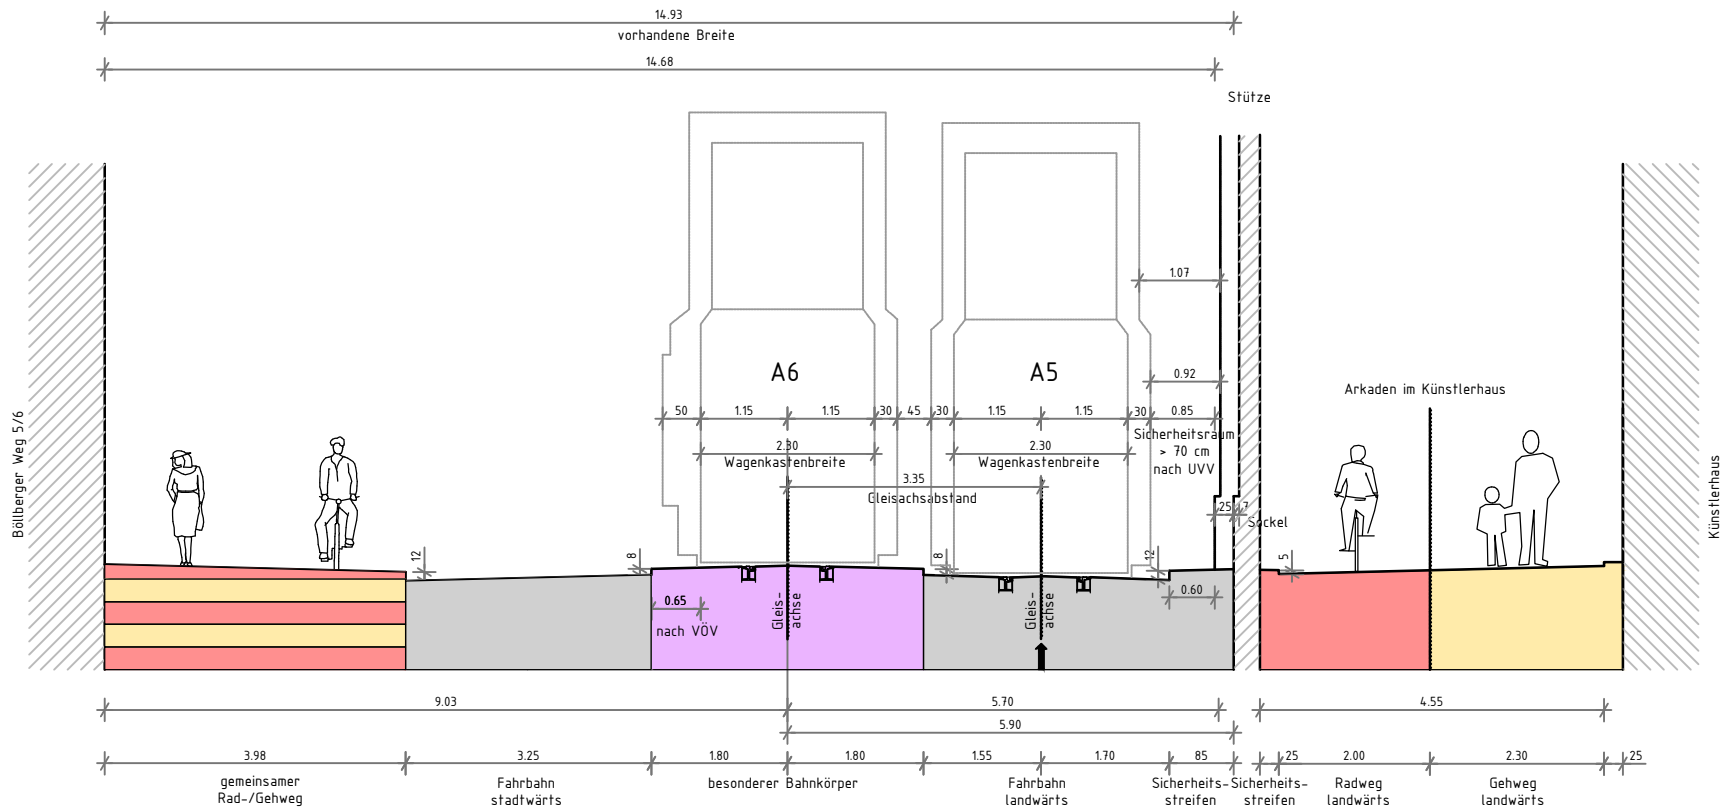 14.93
vorhandene Breite
14.68
Stütze
1.07
A6
A5
0.92
Arkaden im Künstlerhaus
50
1.15
1.15
30
45
30
1.15
1.15
30
0.85
Sicherheitsraum
> 70 cm
nach UVV
2.30
Wagenkastenbreite
2.30
Wagenkastenbreite
3.35
Gleisachsabstand
Böllberger Weg 5/6
Künstlerhaus
25
7
Sockel
12
8
8
12
5
0.65
nach VÖV
Gleis-
achse
Gleis-
achse
0.60
9.03
5.70
4.55
5.90
3.98
3.25
1.80
1.80
1.55
1.70
85
25
2.00
2.30
25
gemeinsamer
Rad-/Gehweg
Fahrbahn
stadtwärts
besonderer Bahnkörper
Fahrbahn
landwärts
Sicherheits-
streifen
Sicherheits-
streifen
Radweg
landwärts
Gehweg
landwärts